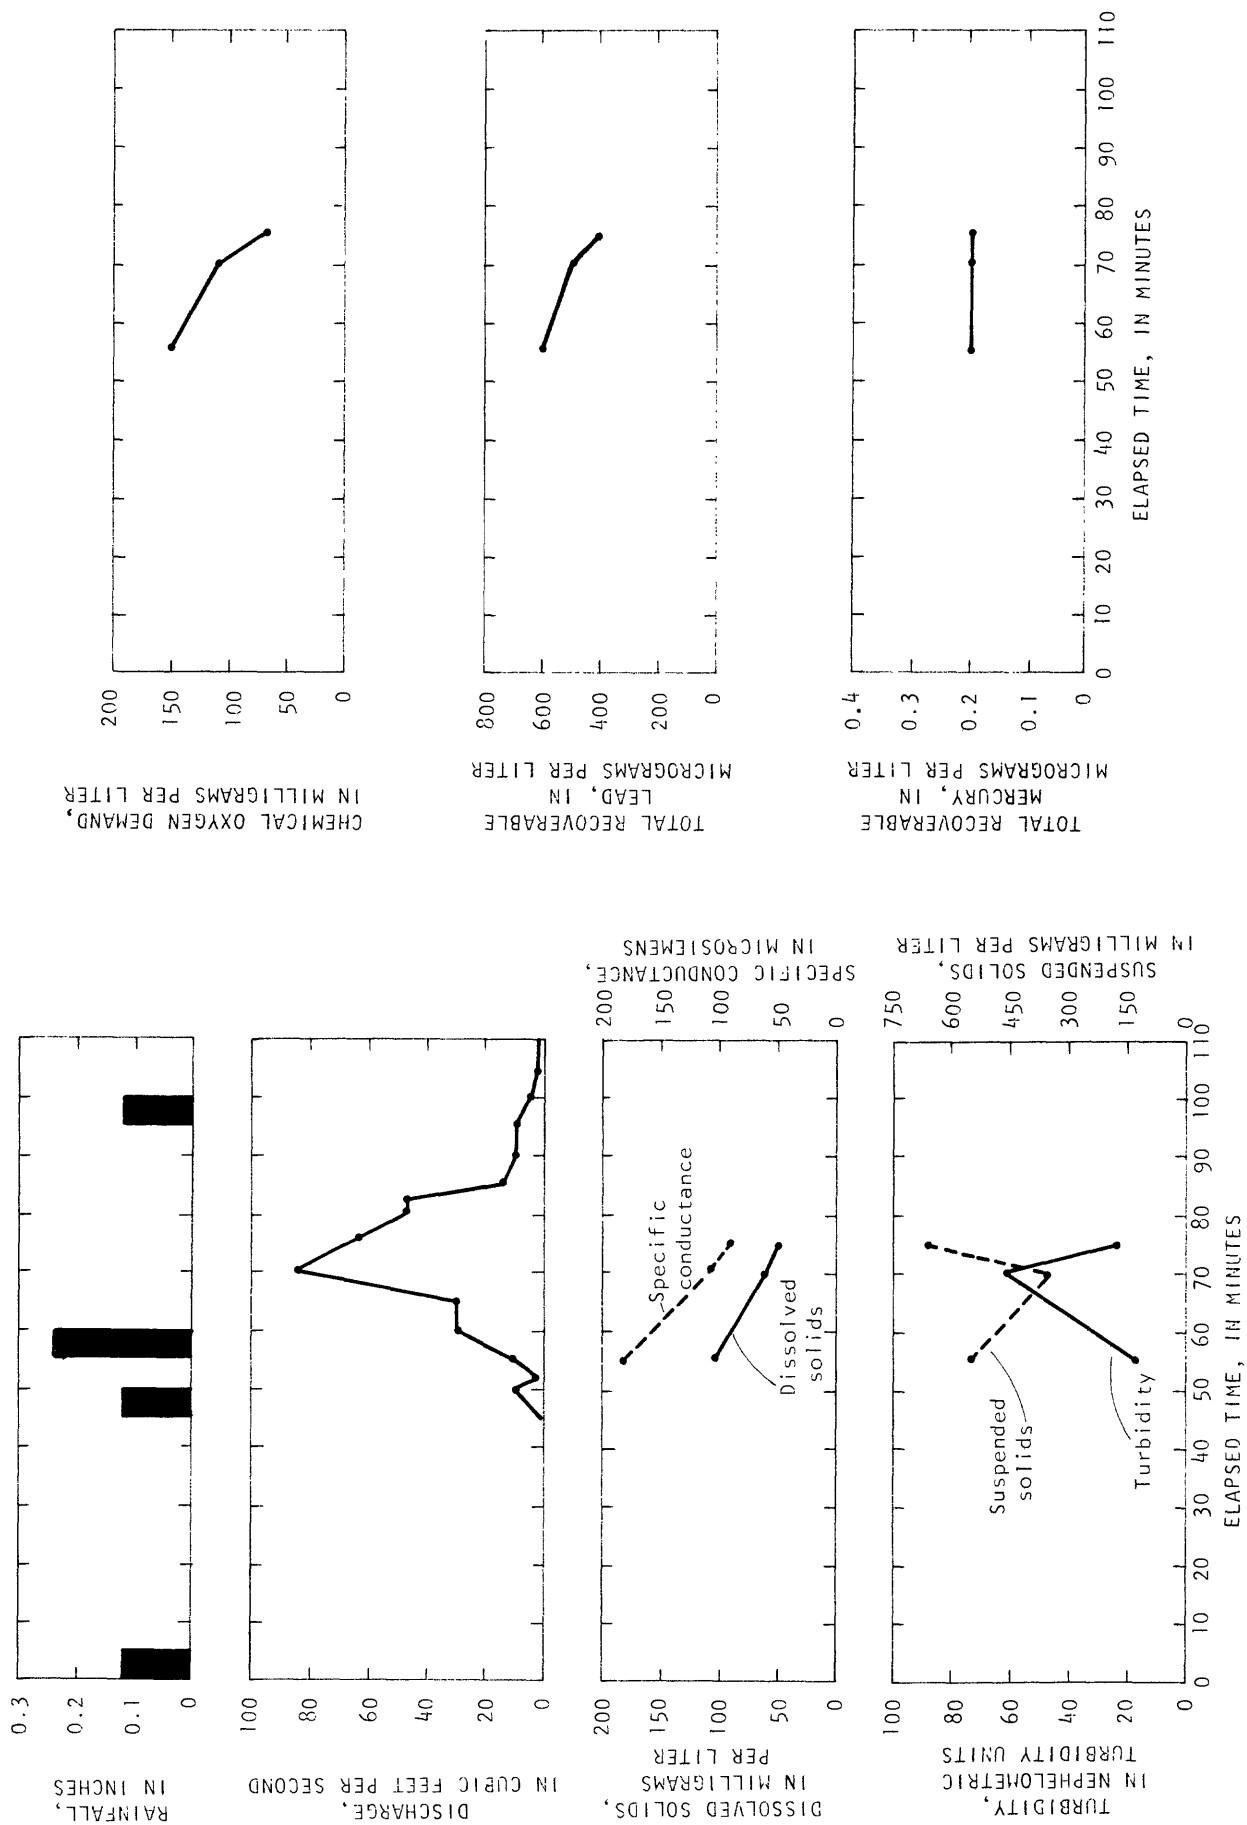 RAINFALL,
IN INCHES
0.3
0.2
0.1
0
DISCHARGE,
IN CUBIC FEET PER SECOND
100
80
60
40
20
0
DISSOLVED SOLIDS,
IN MILLIGRAMS
PER LITER
200
150
100
50
0
Specific
conductance
Dissolved
solids
200
150
100
50
0
SPECIFIC CONDUCTANCE,
IN MICROSIEMENS
TURBIDITY,
IN NEPHELOMETRIC
TURBIDITY UNITS
100
80
60
40
20
0
Suspended
solids
Turbidity
750
600
450
300
150
0
SUSPENDED SOLIDS,
IN MILLIGRAMS PER LITER
0 10 20 30 40 50 60 70 80 90 100 110
ELAPSED TIME, IN MINUTES
CHEMICAL OXYGEN DEMAND,
IN MILLIGRAMS PER LITER
200
150
100
50
0
TOTAL RECOVERABLE
LEAD, IN
MICROGRAMS PER LITER
800
600
400
200
0
TOTAL RECOVERABLE
MERCURY, IN
MICROGRAMS PER LITER
0.4
0.3
0.2
0.1
0
0 10 20 30 40 50 60 70 80 90 100 110
ELAPSED TIME, IN MINUTES